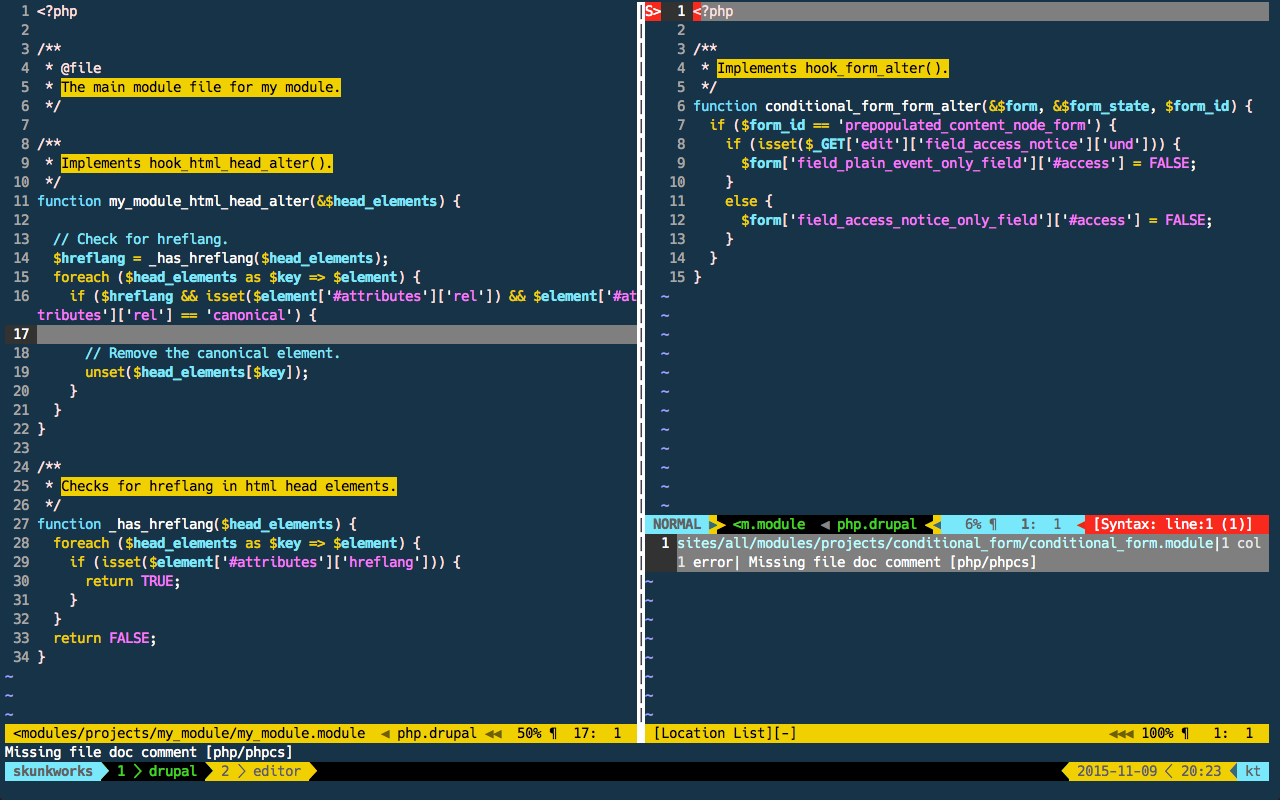 1 <?php
2
3 /**
4  * @file
5  * The main module file for my module.
6  */
7
8 /**
9  * Implements hook_html_head_alter().
10  */
11 function my_module_html_head_alter(&$head_elements) {
12
13   // Check for hreflang.
14   $hreflang = _has_hreflang($head_elements);
15   foreach ($head_elements as $key => $element) {
16     if ($hreflang && isset($element['#attributes']['rel']) && $element['#at
tributes']['rel'] == 'canonical') {
17
18       // Remove the canonical element.
19       unset($head_elements[$key]);
20     }
21   }
22 }
23
24 /**
25  * Checks for hreflang in html head elements.
26  */
27 function _has_hreflang($head_elements) {
28   foreach ($head_elements as $key => $element) {
29     if (isset($element['#attributes']['hreflang'])) {
30       return TRUE;
31     }
32   }
33   return FALSE;
34 }
~
~
~
<modules/projects/my_module/my_module.module ◀ php.drupal ◀◀ 50% ¶ 17: 1
S> 1 <?php
2
3 /**
4  * Implements hook_form_alter().
5  */
6 function conditional_form_form_alter(&$form, &$form_state, $form_id) {
7   if ($form_id == 'prepopulated_content_node_form') {
8     if (isset($_GET['edit']['field_access_notice']['und'])) {
9       $form['field_plain_event_only_field']['#access'] = FALSE;
10     }
11     else {
12       $form['field_access_notice_only_field']['#access'] = FALSE;
13     }
14   }
15 }
~
~
~
~
~
~
~
~
~
~
~
~
NORMAL <m.module ◀ php.drupal 6% ¶ 1: 1 [Syntax: line:1 (1)]
1 sites/all/modules/projects/conditional_form/conditional_form.module|1 col
1 error| Missing file doc comment [php/phpcs]
~
~
~
~
~
~
~
~
[Location List][-] ◀◀◀ 100% ¶ 1: 1
Missing file doc comment [php/phpcs]
skunkworks 1 > drupal 2 > editor 2015-11-09 < 20:23 kt